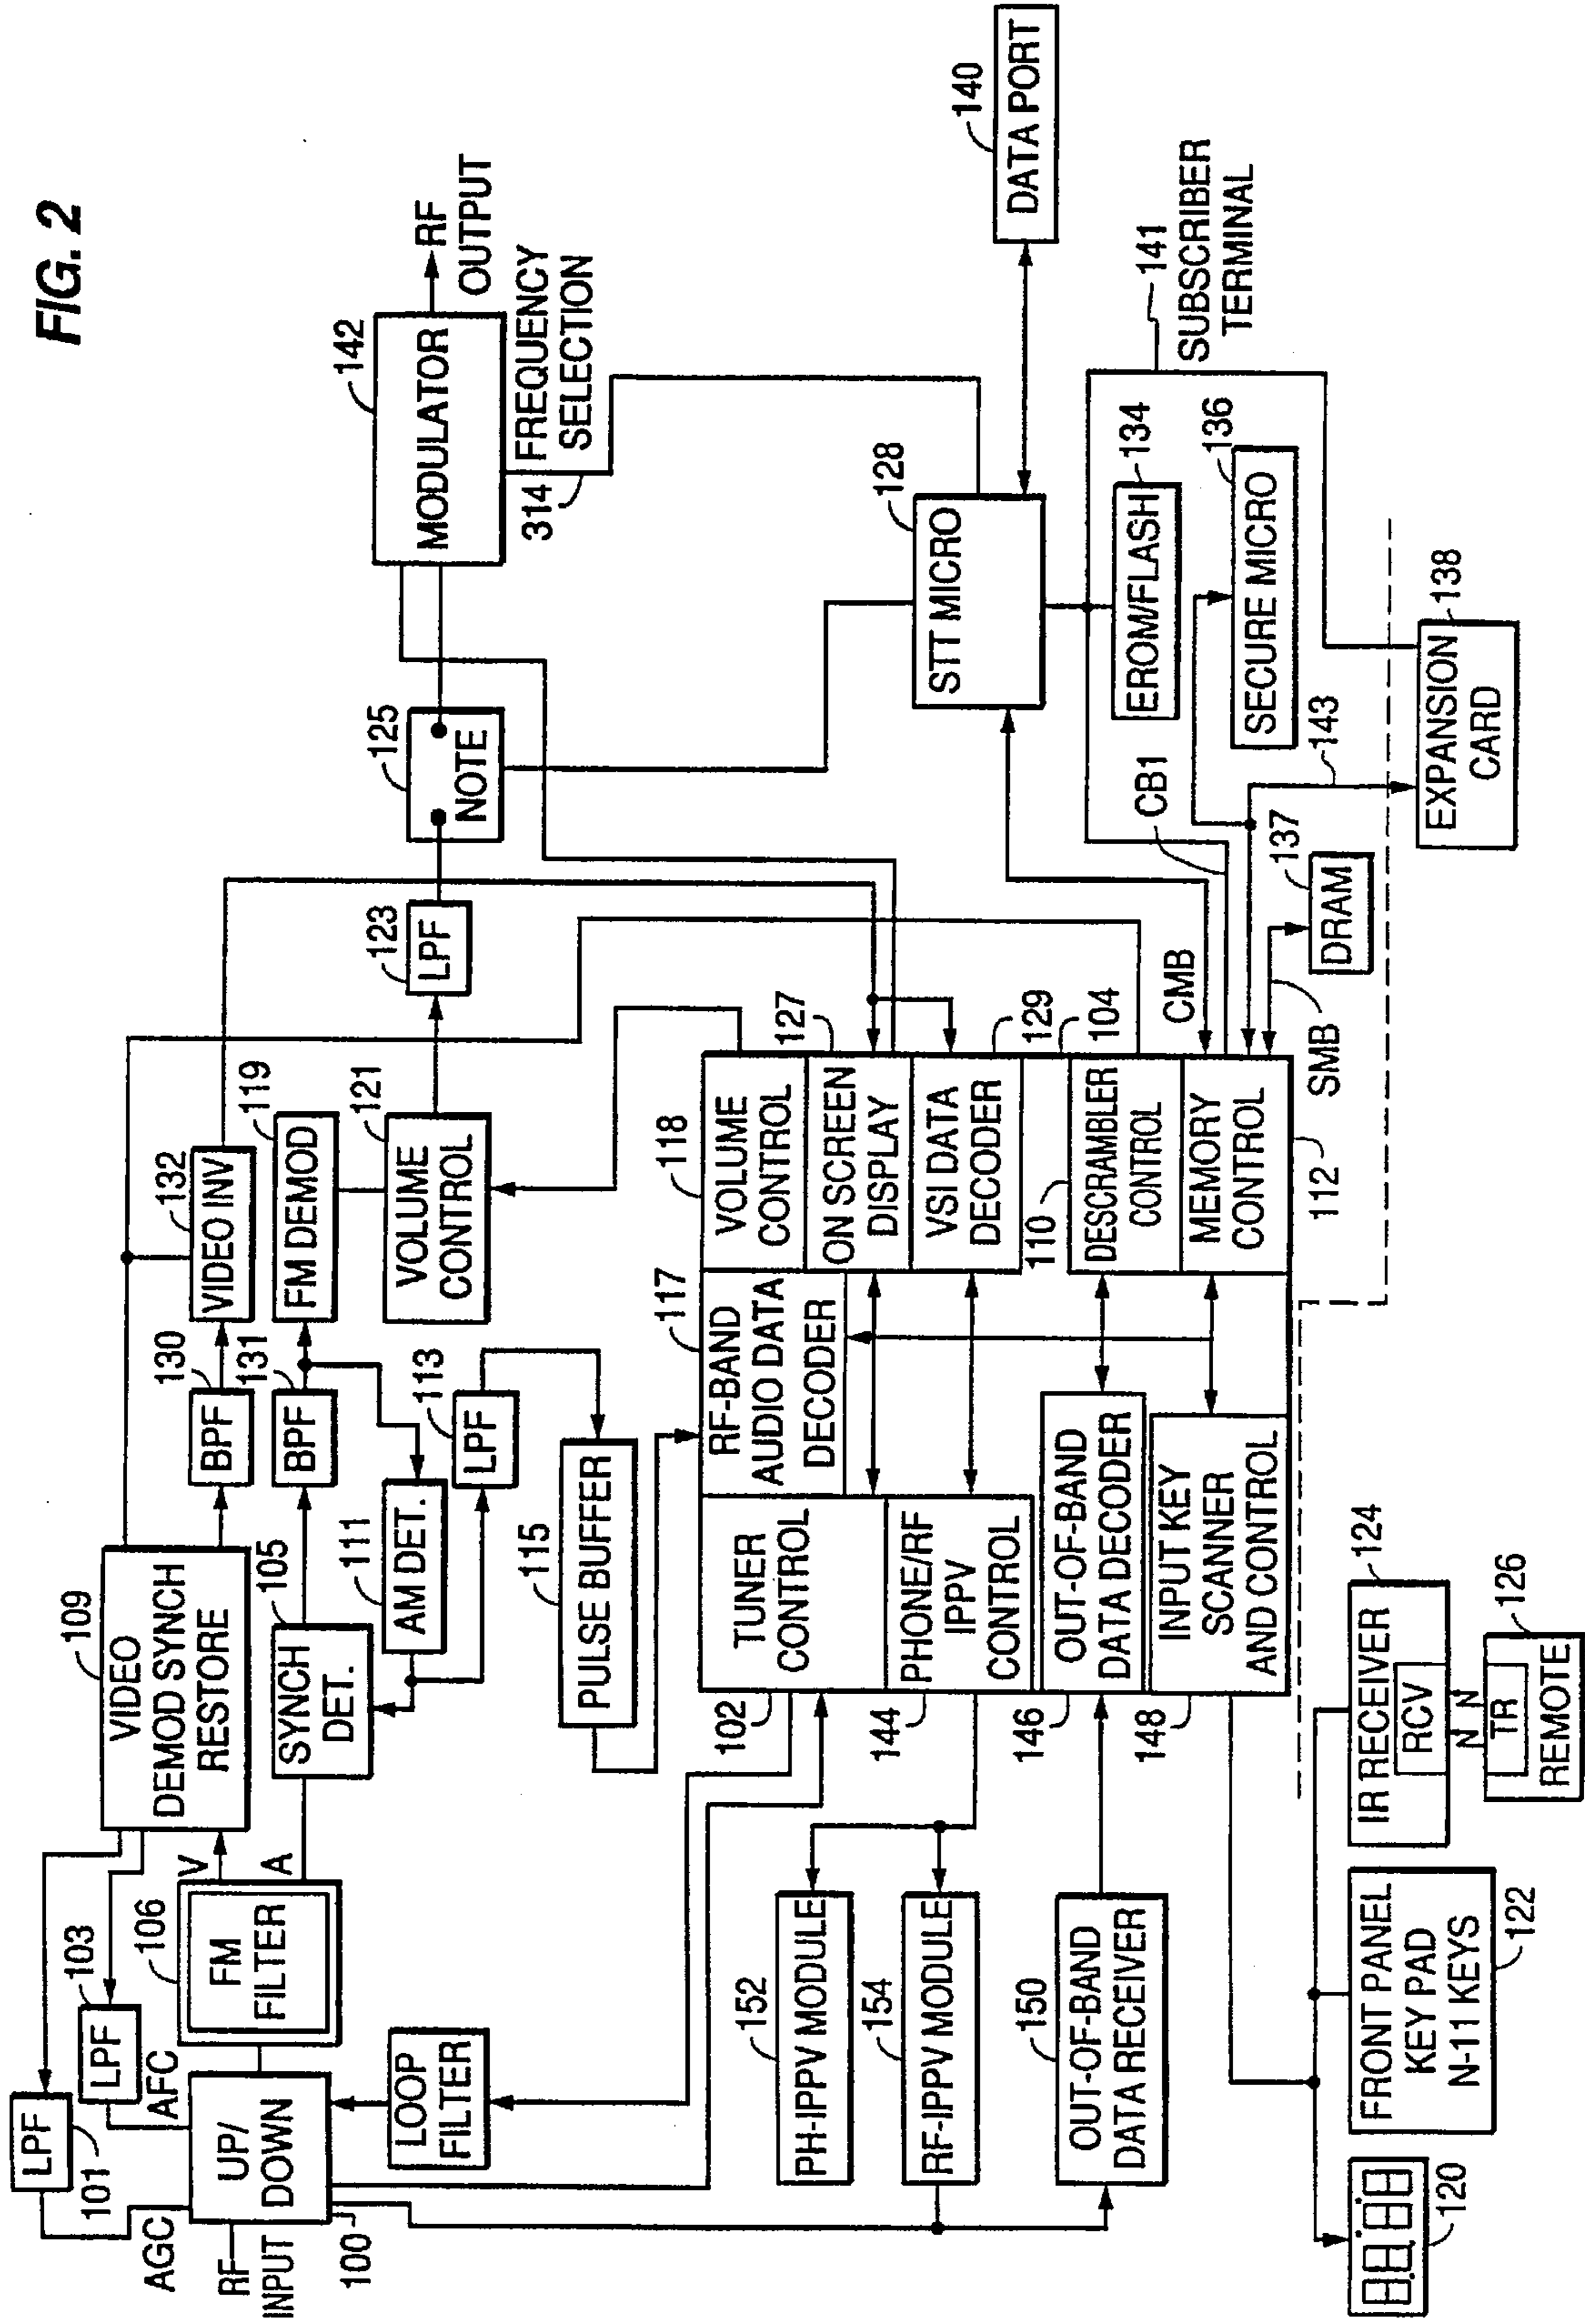 FIG. 2
LPF
101
AGC
RF
INPUT
UP/
DOWN
100
LPF
103
AFC
FM
FILTER
106
V
A
LOOP
FILTER
VIDEO
DEMOD SYNCH
RESTORE
109
SYNCH
DET.
105
BPF
130
BPF
131
AM DET.
111
LPF
113
PULSE BUFFER
115
VIDEO INV
132
FM DEMOD
119
VOLUME
CONTROL
121
LPF
123
NOTE
125
MODULATOR
142
RF
OUTPUT
314
FREQUENCY
SELECTION
TUNER
CONTROL
102
RF-BAND
AUDIO DATA
DECODER
117
VOLUME
CONTROL
118
ON SCREEN
DISPLAY
127
VSI DATA
DECODER
129
104
PHONE/RF
IPPV
CONTROL
144
OUT-OF-BAND
DATA DECODER
146
INPUT KEY
SCANNER
AND CONTROL
148
DESCRAMBLER
CONTROL
110
MEMORY
CONTROL
112
PH-IPPV MODULE
152
RF-IPPV MODULE
154
OUT-OF-BAND
DATA RECEIVER
150
STT MICRO
128
DATA PORT
140
EROM/FLASH
134
SECURE MICRO
136
141
SUBSCRIBER
TERMINAL
CMB
CB1
SMB
DRAM
137
143
EXPANSION
CARD
138
120
FRONT PANEL
KEY PAD
N-11 KEYS
122
IR RECEIVER
RCV
124
N N
TR
REMOTE
126